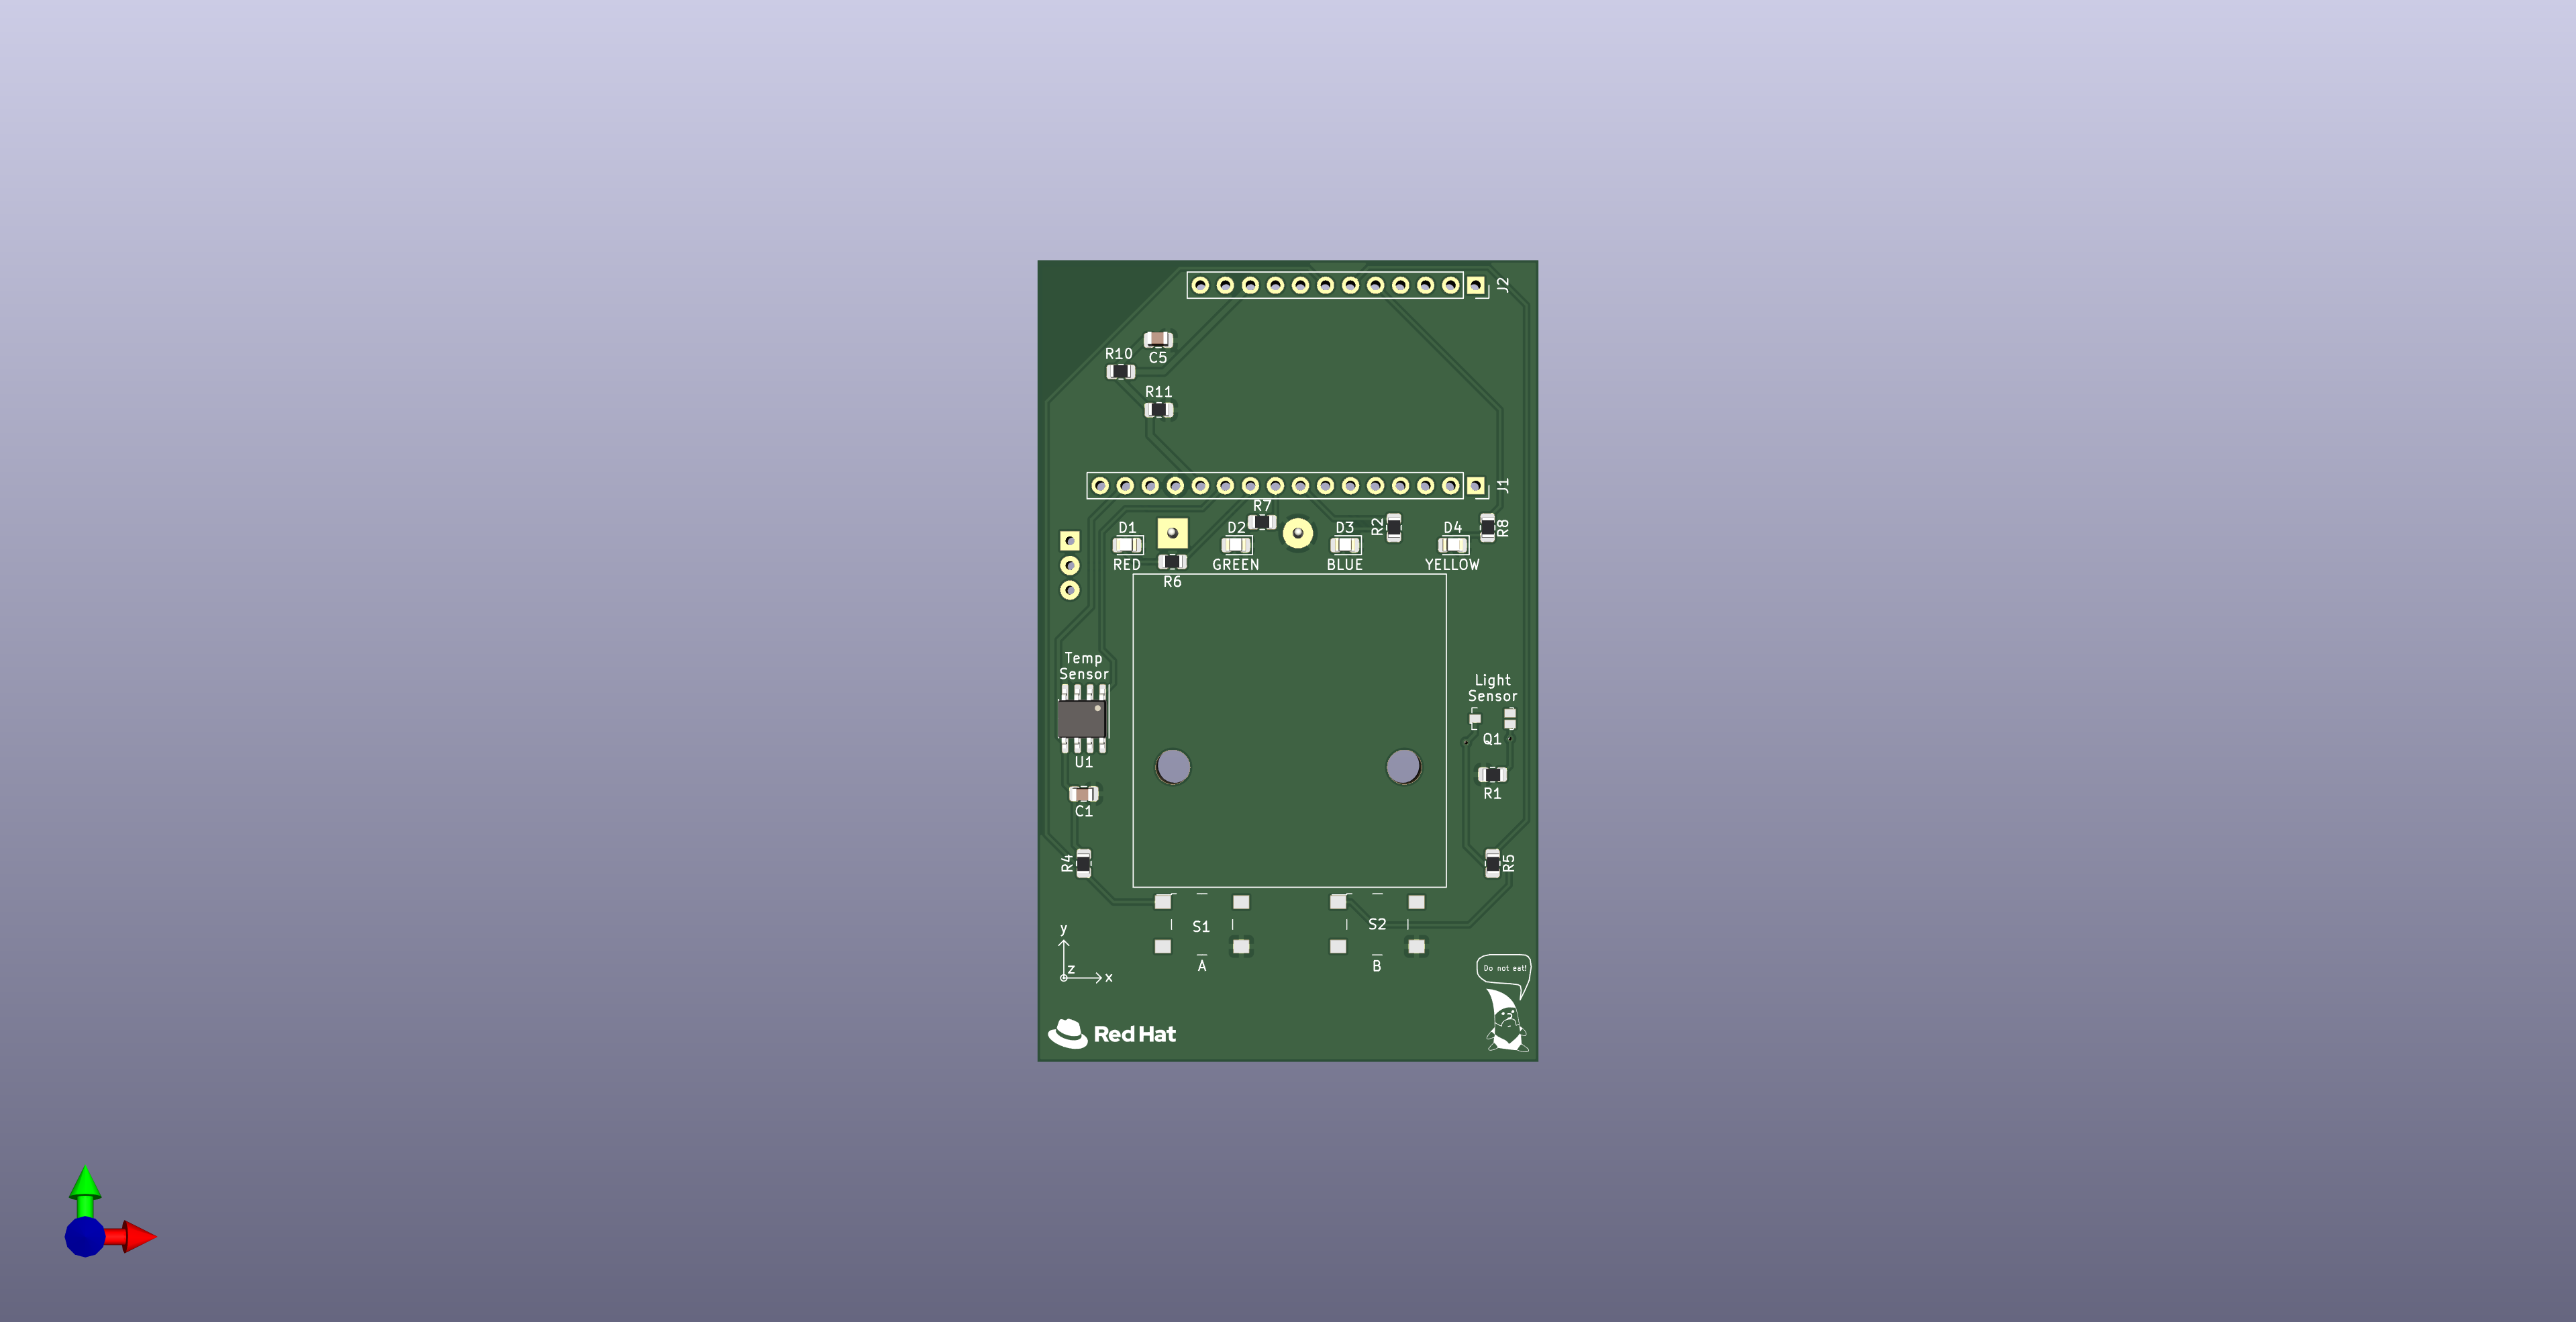 J2
R10
C5
R11
J1
R7
D1
D2
D3
R2
D4
R8
RED
GREEN
BLUE
YELLOW
R6
Temp
Sensor
Light
Sensor
Q1
U1
R1
C1
R4
R5
S1
S2
y
A
B
z
x
Do not eat!
Red Hat